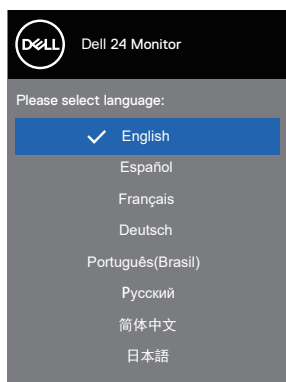 DELL
Dell 24 Monitor
Please select language:
English
Español
Français
Deutsch
Português(Brasil)
Русский
简体中文
日本語